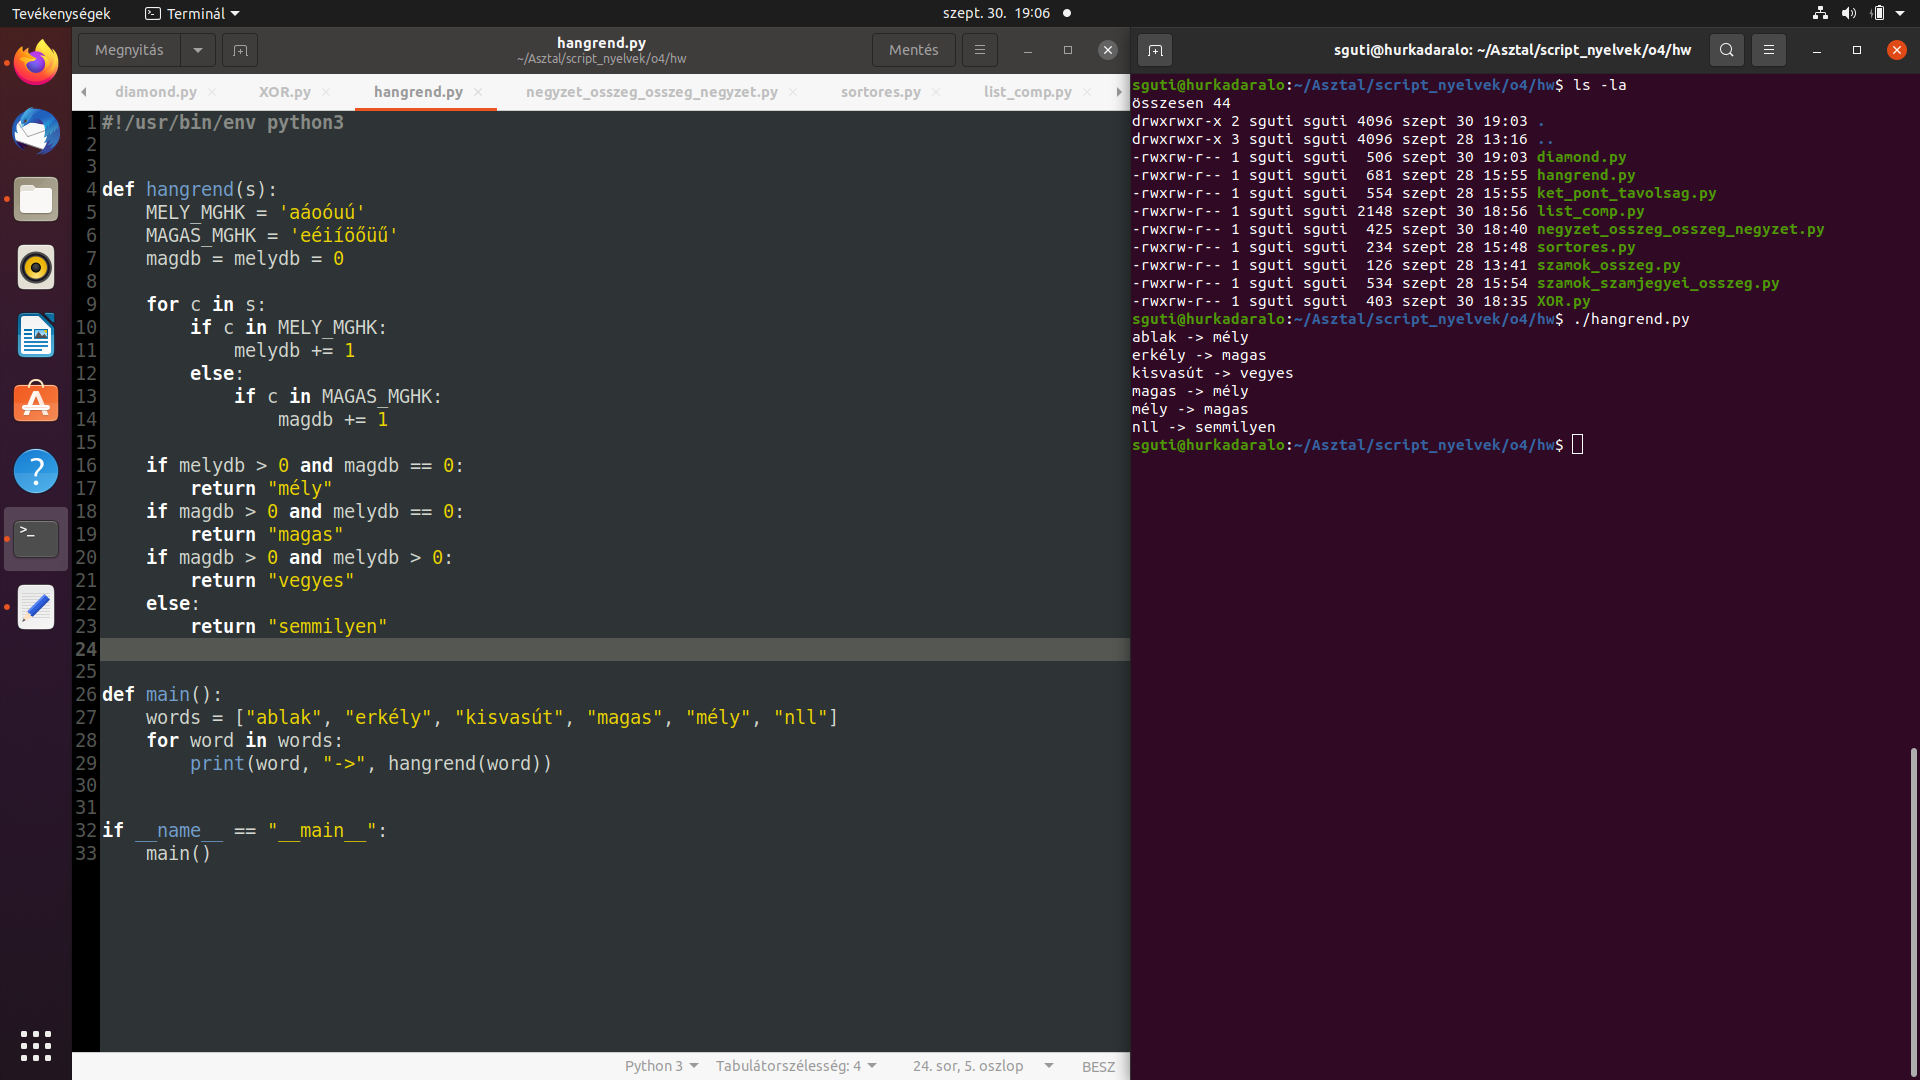 Tevékenységek
Terminál
szept. 30.  19:06
Megnyitás
hangrend.py
~/Asztal/script_nyelvek/o4/hw
Mentés
diamond.py
XOR.py
hangrend.py
negyzet_osszeg_osszeg_negyzet.py
sortores.py
list_comp.py
1 #!/usr/bin/env python3
2
3
4 def hangrend(s):
5     MELY_MGHK = 'aáoóuú'
6     MAGAS_MGHK = 'eéiíöőüű'
7     magdb = melydb = 0
8
9     for c in s:
10         if c in MELY_MGHK:
11             melydb += 1
12         else:
13             if c in MAGAS_MGHK:
14                 magdb += 1
15
16     if melydb > 0 and magdb == 0:
17         return "mély"
18     if magdb > 0 and melydb == 0:
19         return "magas"
20     if magdb > 0 and melydb > 0:
21         return "vegyes"
22     else:
23         return "semmilyen"
24
25
26 def main():
27     words = ["ablak", "erkély", "kisvasút", "magas", "mély", "nll"]
28     for word in words:
29         print(word, "->", hangrend(word))
30
31
32 if __name__ == "__main__":
33     main()
Python 3
Tabulátorszélesség: 4
24. sor, 5. oszlop
BESZ
sguti@hurkadaralo: ~/Asztal/script_nyelvek/o4/hw
sguti@hurkadaralo:~/Asztal/script_nyelvek/o4/hw$ ls -la
összesen 44
drwxrwxr-x 2 sguti sguti 4096 szept 30 19:03 .
drwxrwxr-x 3 sguti sguti 4096 szept 28 13:16 ..
-rwxrw-r-- 1 sguti sguti  506 szept 30 19:03 diamond.py
-rwxrw-r-- 1 sguti sguti  681 szept 28 15:55 hangrend.py
-rwxrw-r-- 1 sguti sguti  554 szept 28 15:55 ket_pont_tavolsag.py
-rwxrw-r-- 1 sguti sguti 2148 szept 30 18:56 list_comp.py
-rwxrw-r-- 1 sguti sguti  425 szept 30 18:40 negyzet_osszeg_osszeg_negyzet.py
-rwxrw-r-- 1 sguti sguti  234 szept 28 15:48 sortores.py
-rwxrw-r-- 1 sguti sguti  126 szept 28 13:41 szamok_osszeg.py
-rwxrw-r-- 1 sguti sguti  534 szept 28 15:54 szamok_szamjegyei_osszeg.py
-rwxrw-r-- 1 sguti sguti  403 szept 30 18:35 XOR.py
sguti@hurkadaralo:~/Asztal/script_nyelvek/o4/hw$ ./hangrend.py
ablak -> mély
erkély -> magas
kisvasút -> vegyes
magas -> mély
mély -> magas
nll -> semmilyen
sguti@hurkadaralo:~/Asztal/script_nyelvek/o4/hw$